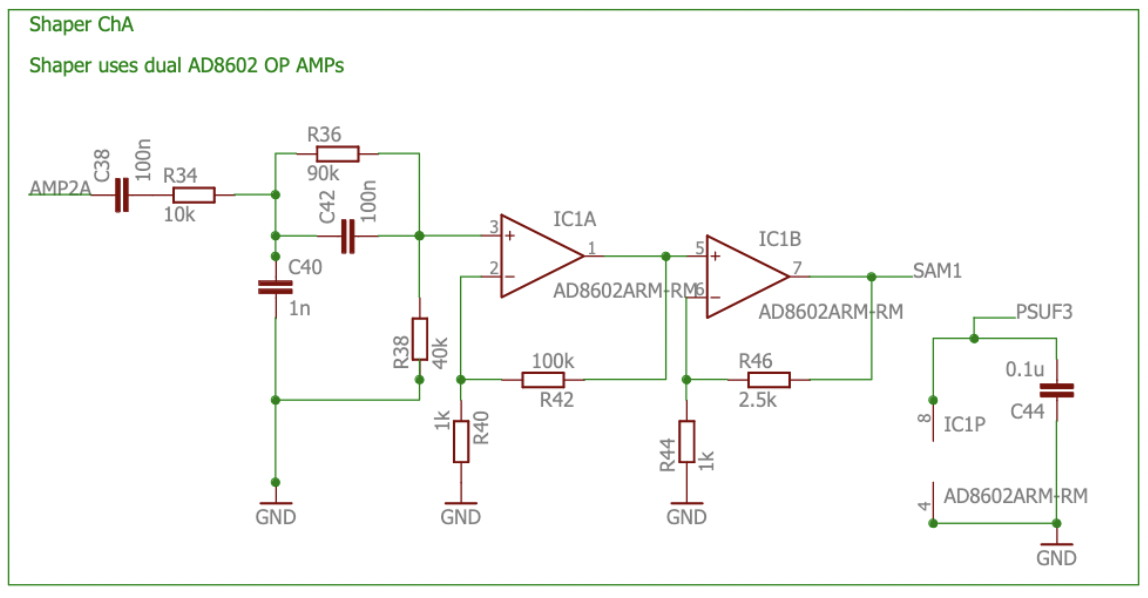 Shaper ChA
Shaper uses dual AD8602 OP AMPs
AMP2A
C38
100n
R34
10k
R36
90k
C42
100n
C40
1n
R38
40k
3
2
1
IC1A
AD8602ARM-RM
100k
R42
1k
R40
5
6
7
IC1B
AD8602ARM-RM
SAM1
R46
2.5k
R44
1k
PSUF3
0.1u
C44
8
IC1P
4
AD8602ARM-RM
GND
GND
GND
GND